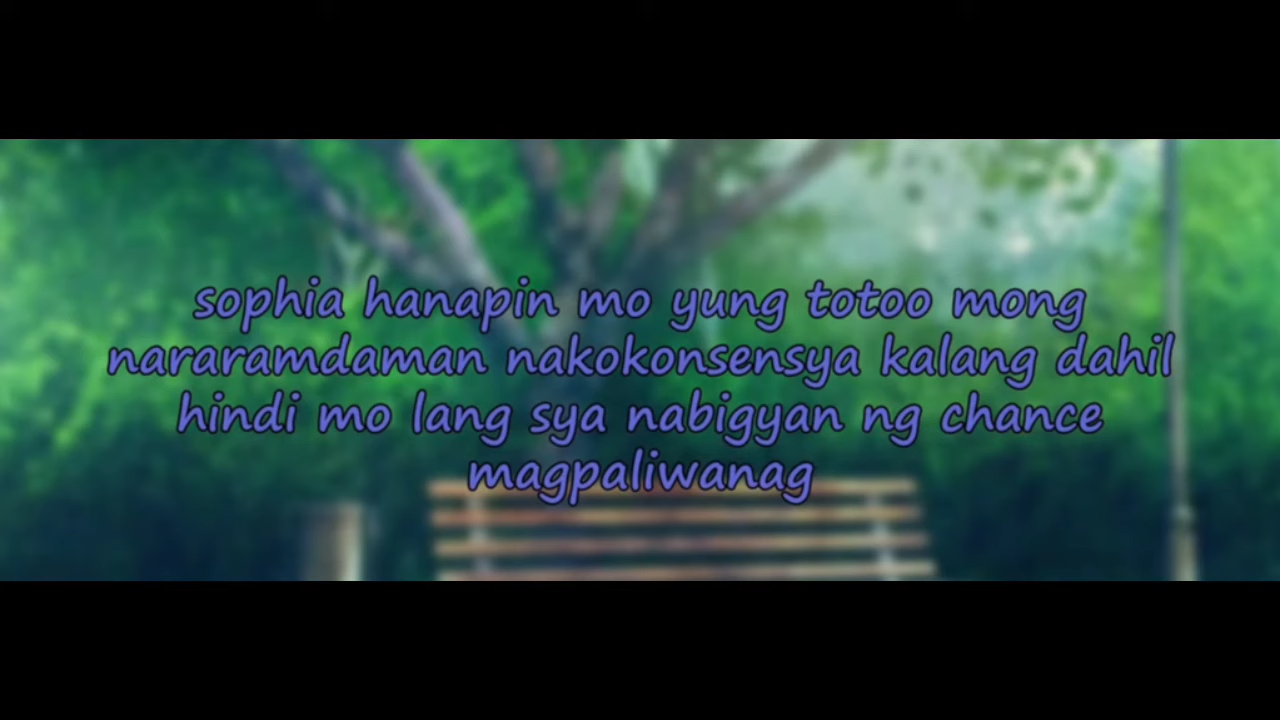 sophia hanapin mo yung totoo mong
nararamdaman nakokonsensya kalang dahil
hindi mo lang sya nabigyan ng chance
magpaliwanag